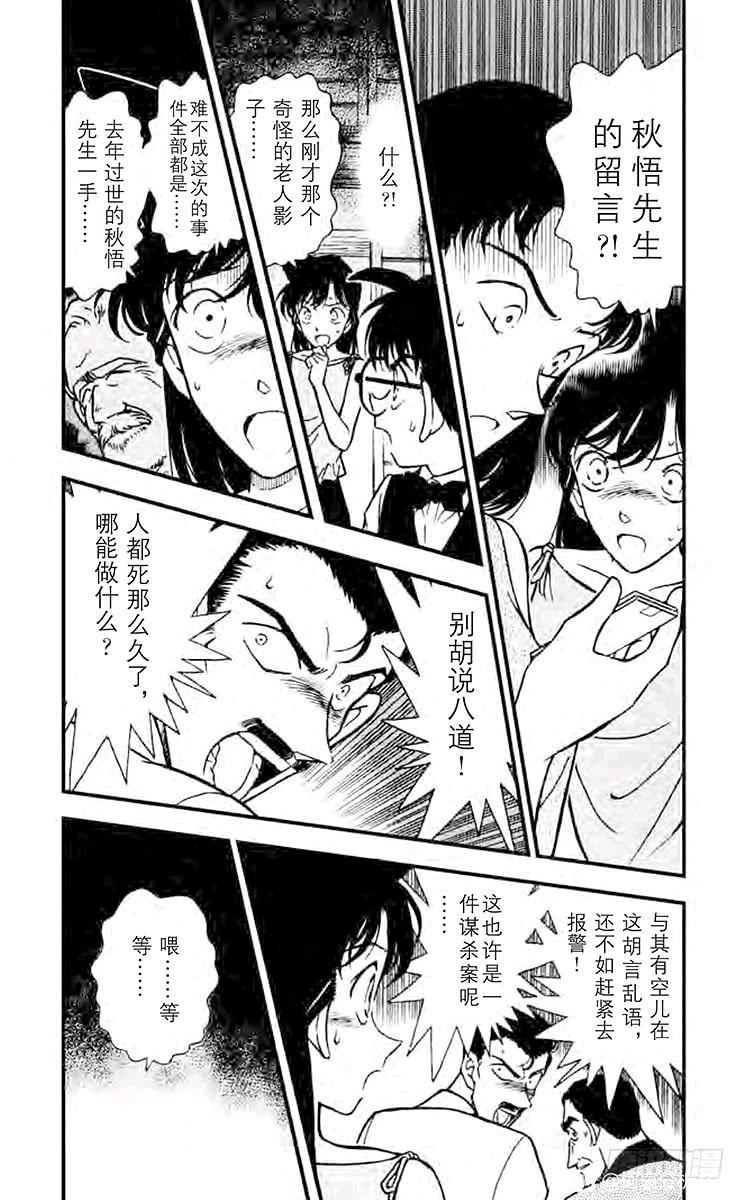 秋悟先生
的留言?!
什么?!
那么刚才那个
奇怪的老人影
子……
难不成这次的事
件全部都是……
去年过世的秋悟
先生一手……
别胡说八道！
人都死那么久了，
哪能做什么？
与其有空儿在
这胡言乱语，
还不如赶紧去
报警！
这也许是一
件谋杀案呢
……
喂……等
等……